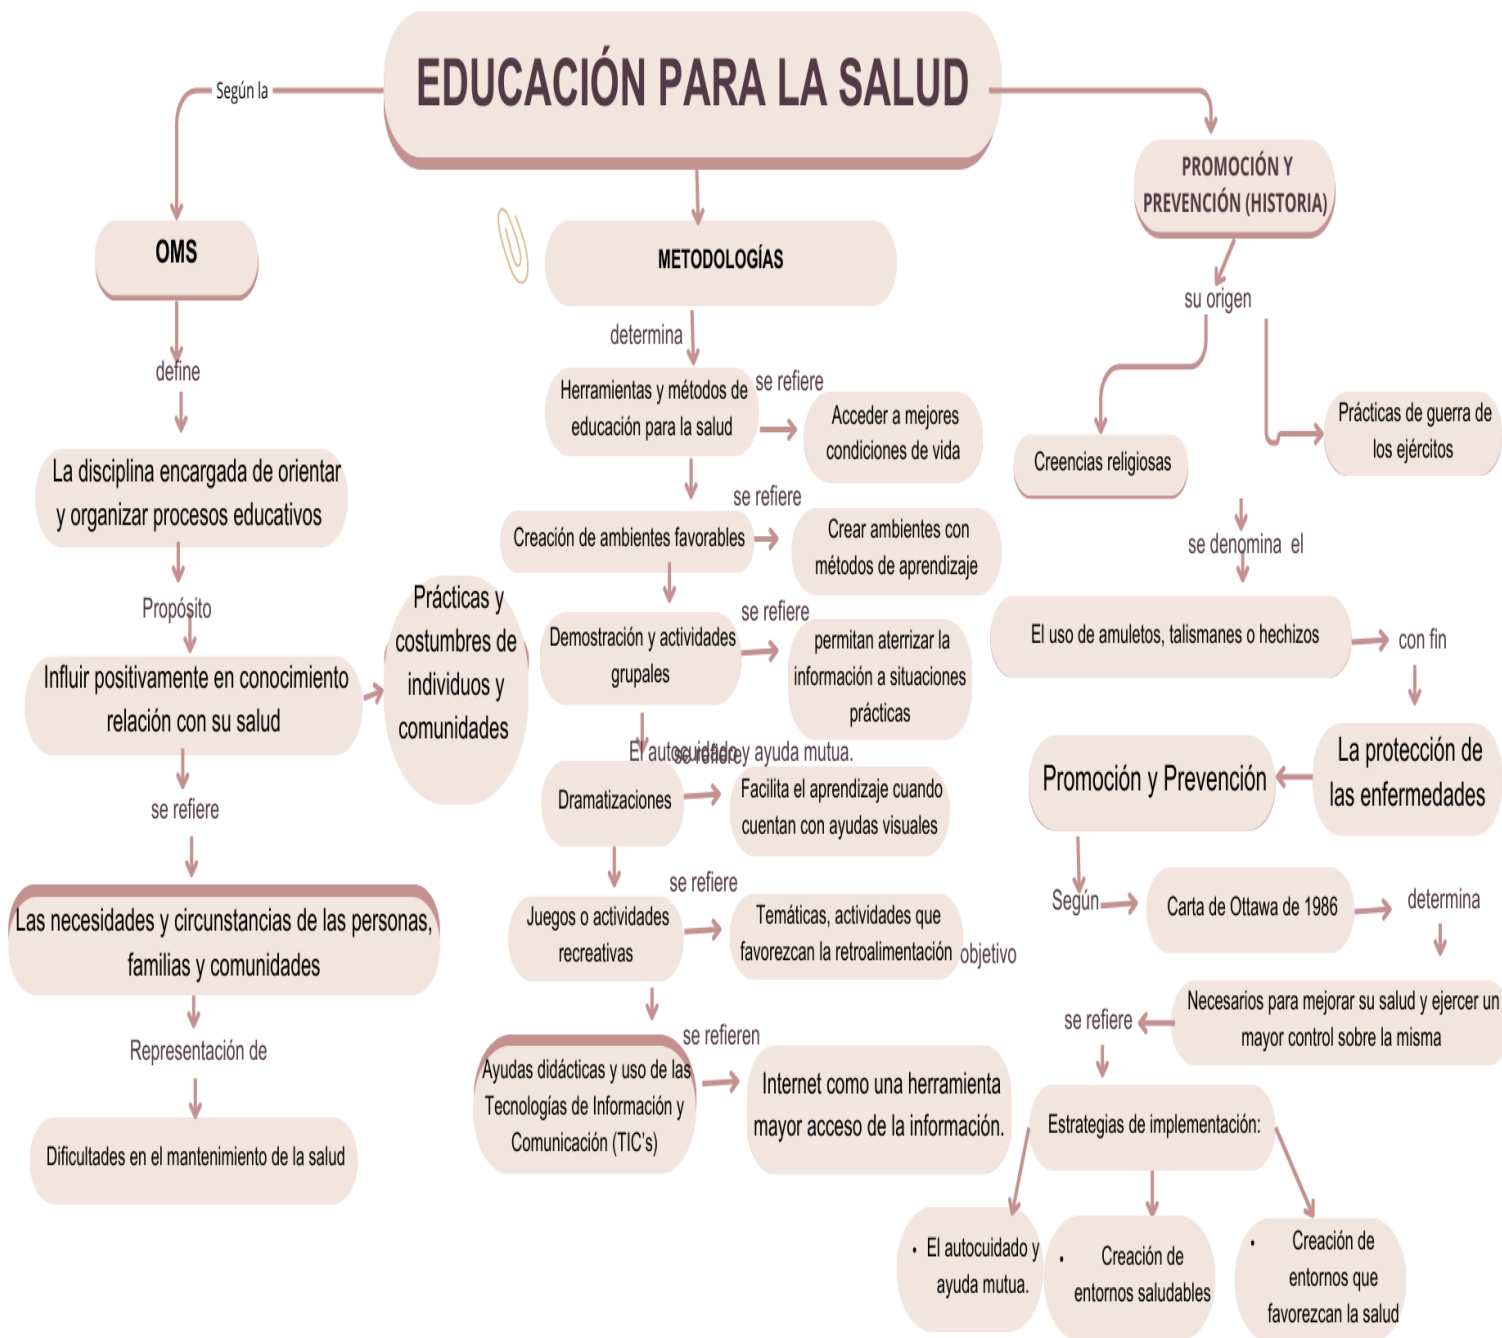 EDUCACIÓN PARA LA SALUD
Según la
OMS
define
La disciplina encargada de orientar
y organizar procesos educativos
Propósito
Influir positivamente en conocimiento
relación con su salud
Prácticas y
costumbres de
individuos y
comunidades
se refiere
Las necesidades y circunstancias de las personas,
familias y comunidades
Representación de
Dificultades en el mantenimiento de la salud
METODOLOGÍAS
determina
Herramientas y métodos de
educación para la salud
se refiere
Acceder a mejores
condiciones de vida
Creación de ambientes favorables
se refiere
Crear ambientes con
métodos de aprendizaje
Demostración y actividades
grupales
se refiere
permitan aterrizar la
información a situaciones
prácticas
El autocuidado y ayuda mutua.
se refiere
Dramatizaciones
Facilita el aprendizaje cuando
cuentan con ayudas visuales
Juegos o actividades
recreativas
se refiere
Temáticas, actividades que
favorezcan la retroalimentación
objetivo
Ayudas didácticas y uso de las
Tecnologías de Información y
Comunicación (TIC's)
se refieren
Internet como una herramienta
mayor acceso de la información.
PROMOCIÓN Y
PREVENCIÓN (HISTORIA)
su origen
Creencias religiosas
Prácticas de guerra de
los ejércitos
se denomina el
El uso de amuletos, talismanes o hechizos
con fin
La protección de
las enfermedades
Promoción y Prevención
Según
Carta de Ottawa de 1986
determina
Necesarios para mejorar su salud y ejercer un
mayor control sobre la misma
se refiere
Estrategias de implementación:
• El autocuidado y
ayuda mutua.
• Creación de
entornos saludables
• Creación de
entornos que
favorezcan la salud